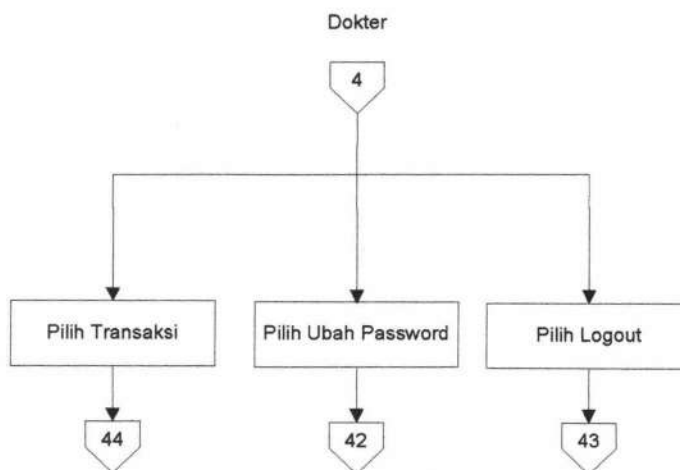 Dokter
4
Pilih Transaksi
Pilih Ubah Password
Pilih Logout
44
42
43